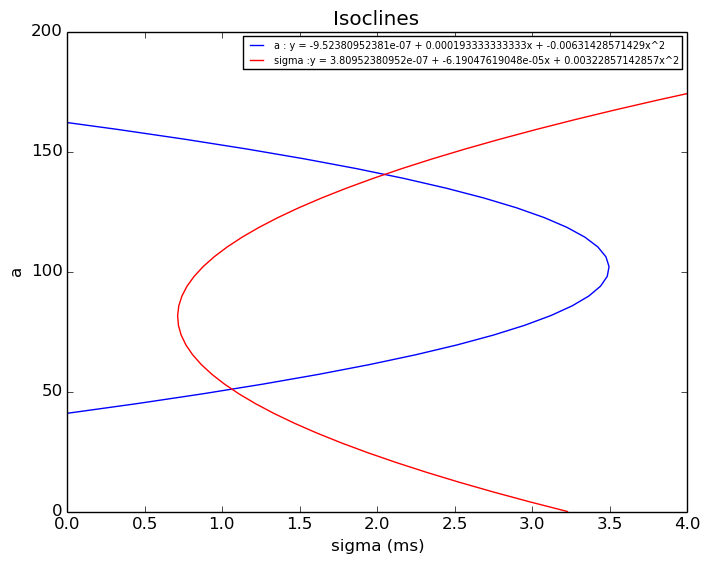 Isoclines
a : y = -9.52380952381e-07 + 0.000193333333333x + -0.00631428571429x^2
sigma :y = 3.80952380952e-07 + -6.19047619048e-05x + 0.00322857142857x^2
200
150
100
50
0
a
0.0 0.5 1.0 1.5 2.0 2.5 3.0 3.5 4.0
sigma (ms)